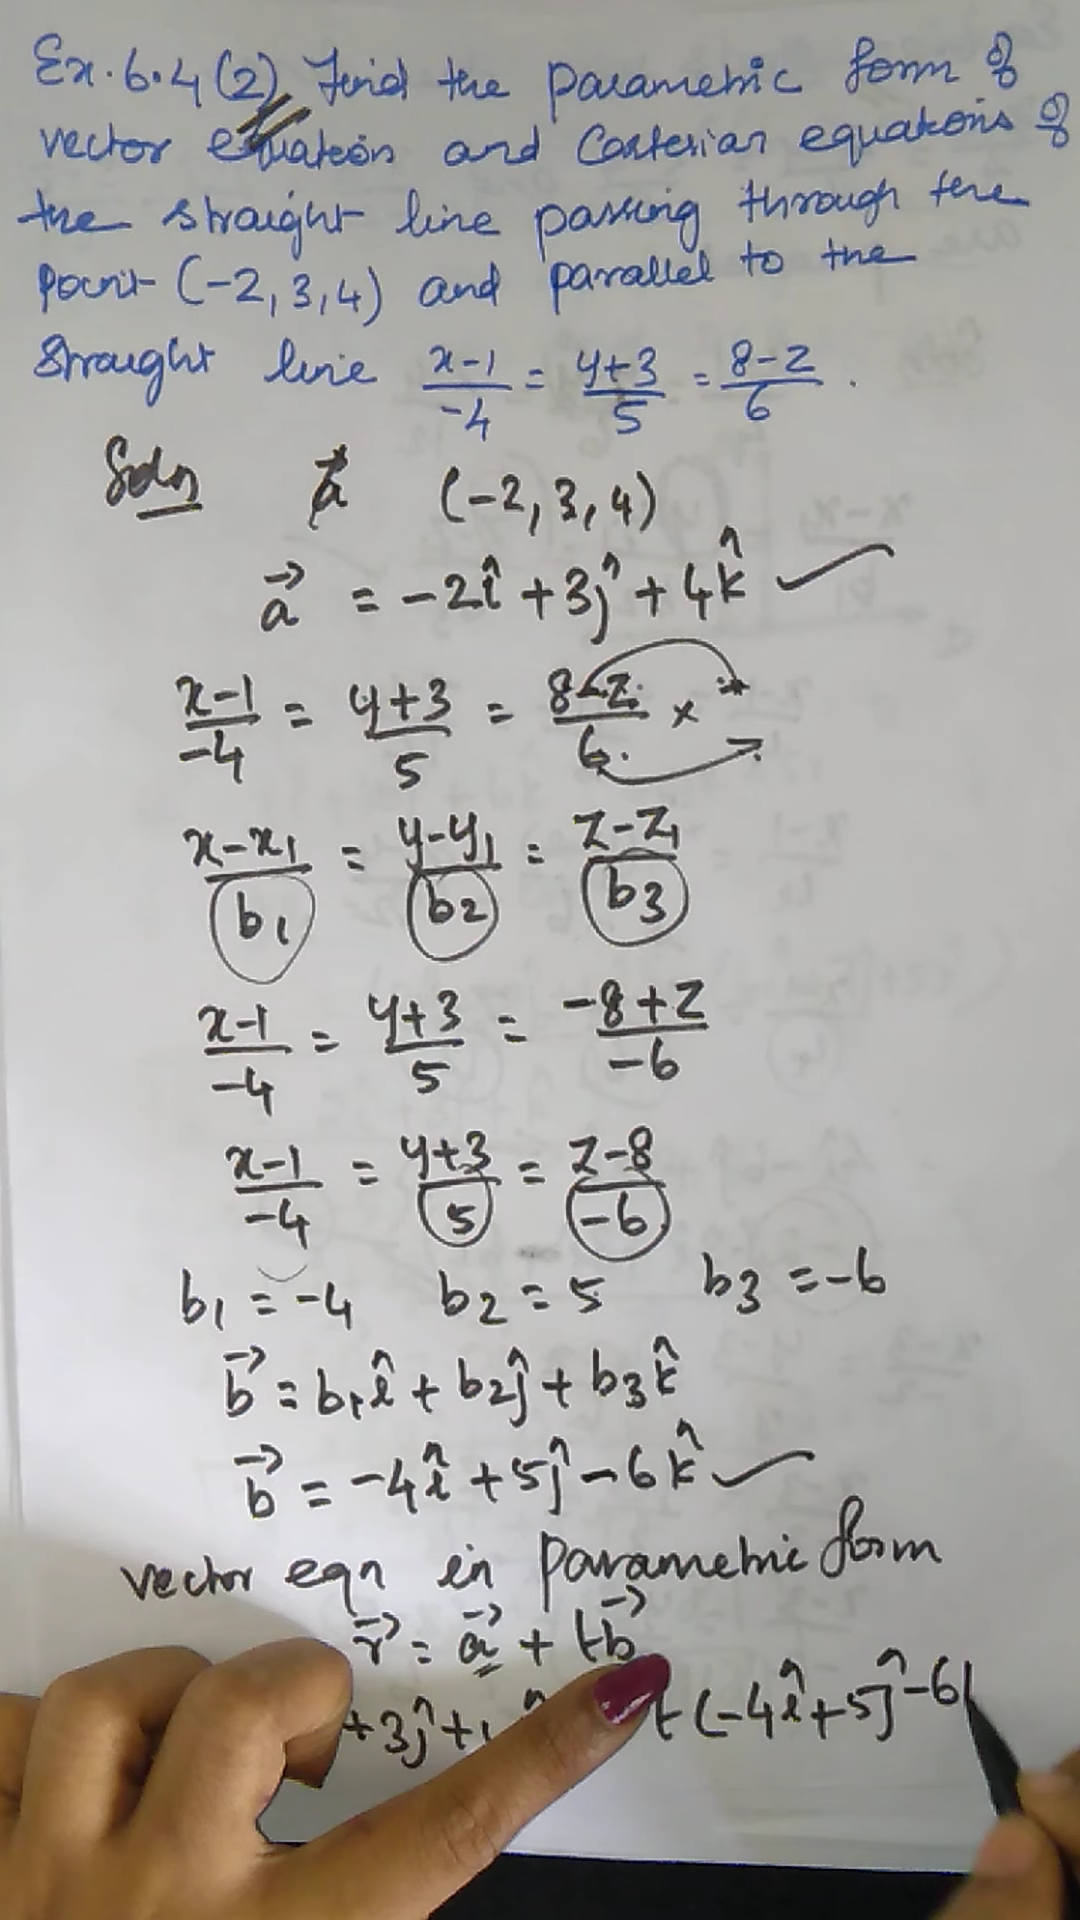 Ex. 6.4 (2) Find the parametric form of
vector equation and Cartesian equations of
the straight line passing through the
point (-2, 3, 4) and parallel to the
straight line x-1/-4 = y+3/5 = 8-z/6 .
Soln a⃗ (-2, 3, 4)
a⃗ = -2î + 3ĵ + 4k̂ ✓
x-1/-4 = y+3/5 = 8-z/6 ×
x-x₁/b₁ = y-y₁/b₂ = z-z₁/b₃
x-1/-4 = y+3/5 = -8+z/-6
x-1/-4 = y+3/5 = z-8/-6
b₁ = -4 b₂ = 5 b₃ = -6
b⃗ = b₁î + b₂ĵ + b₃k̂
b⃗ = -4î + 5ĵ - 6k̂ ✓
vector eqn in parametric form
r⃗ = a⃗ + tb⃗
+3ĵ + t(-4î + 5ĵ - 6